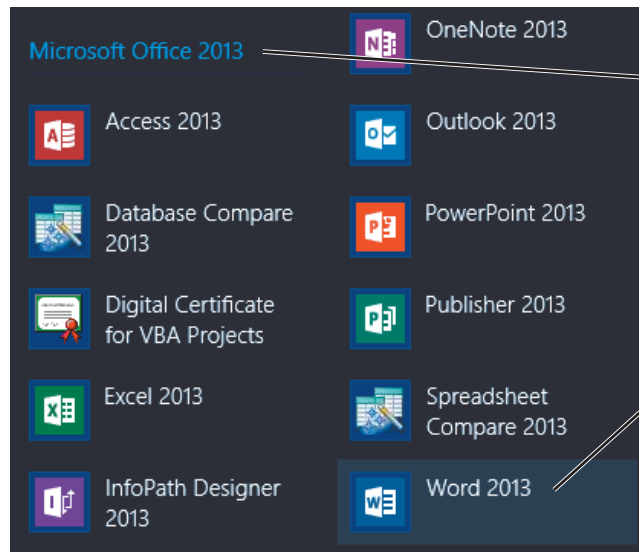 Microsoft Office 2013
Access 2013
Database Compare
2013
Digital Certificate
for VBA Projects
Excel 2013
InfoPath Designer
2013
OneNote 2013
Outlook 2013
PowerPoint 2013
Publisher 2013
Spreadsheet
Compare 2013
Word 2013